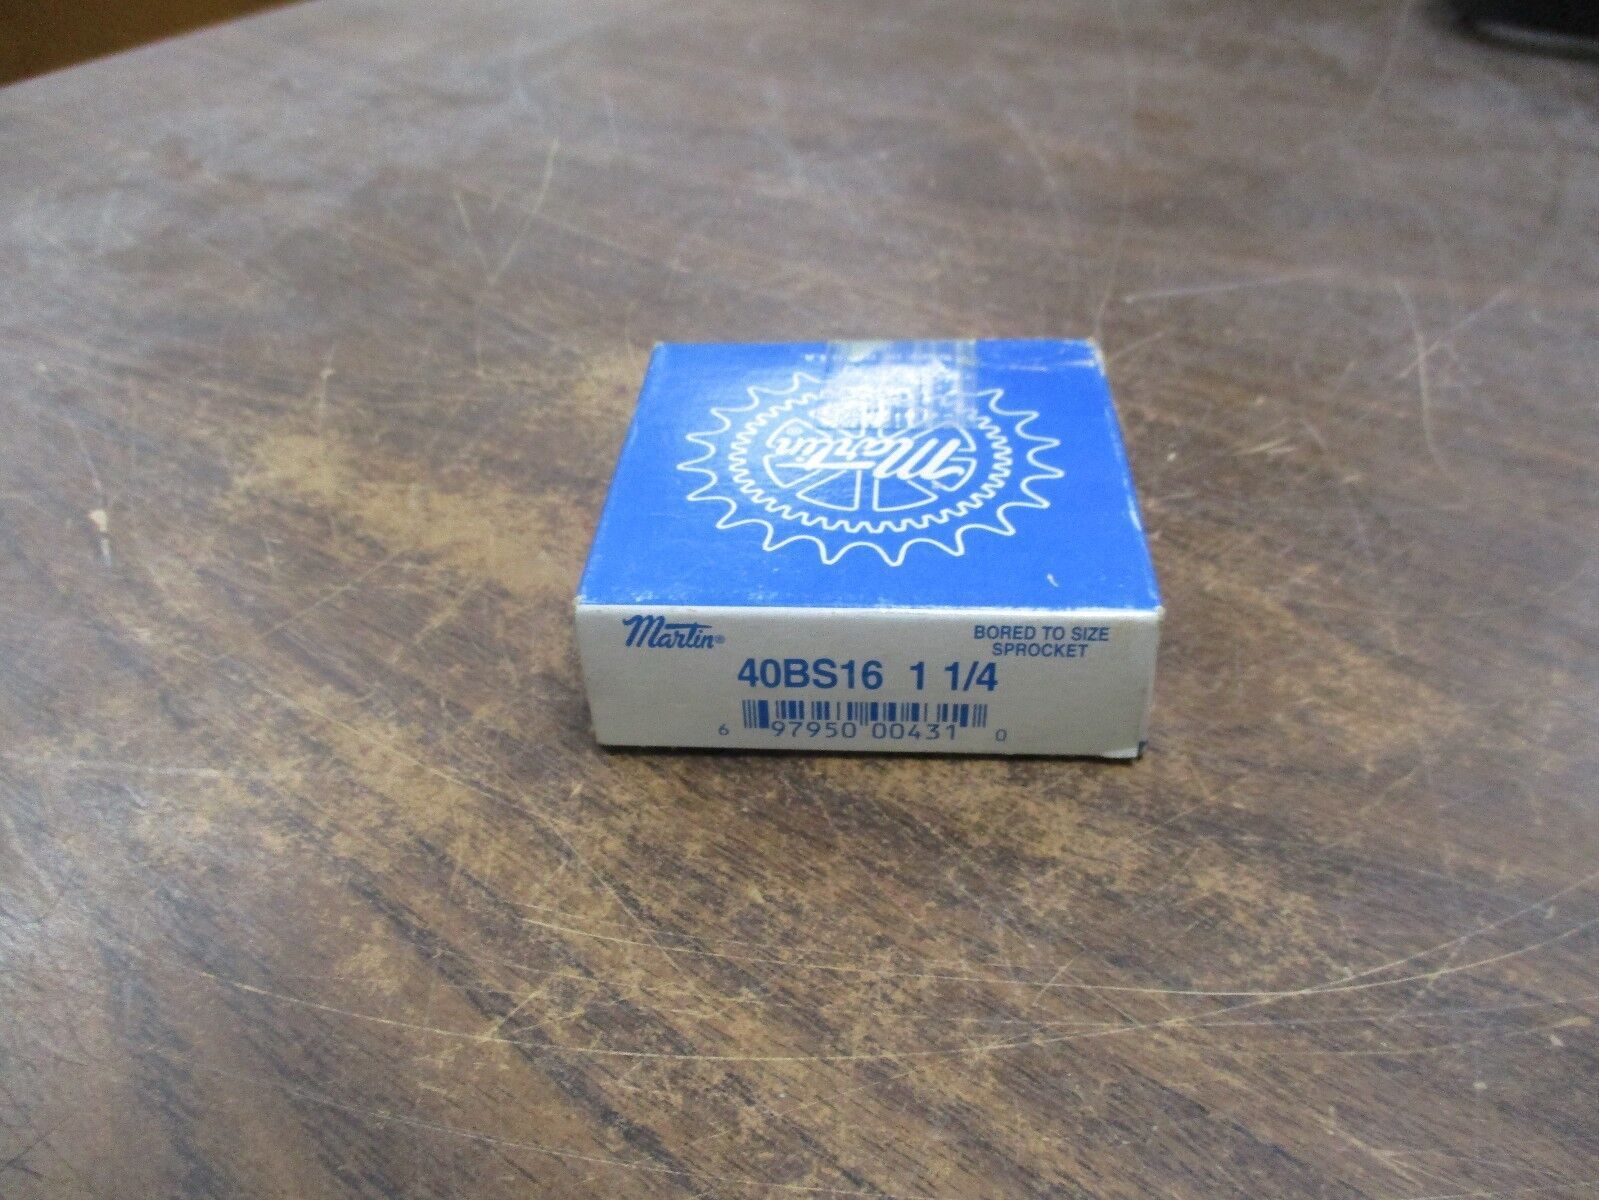 Martin®
Martin®
BORED TO SIZE
SPROCKET
40BS16 1 1/4
6 97950 00431 0